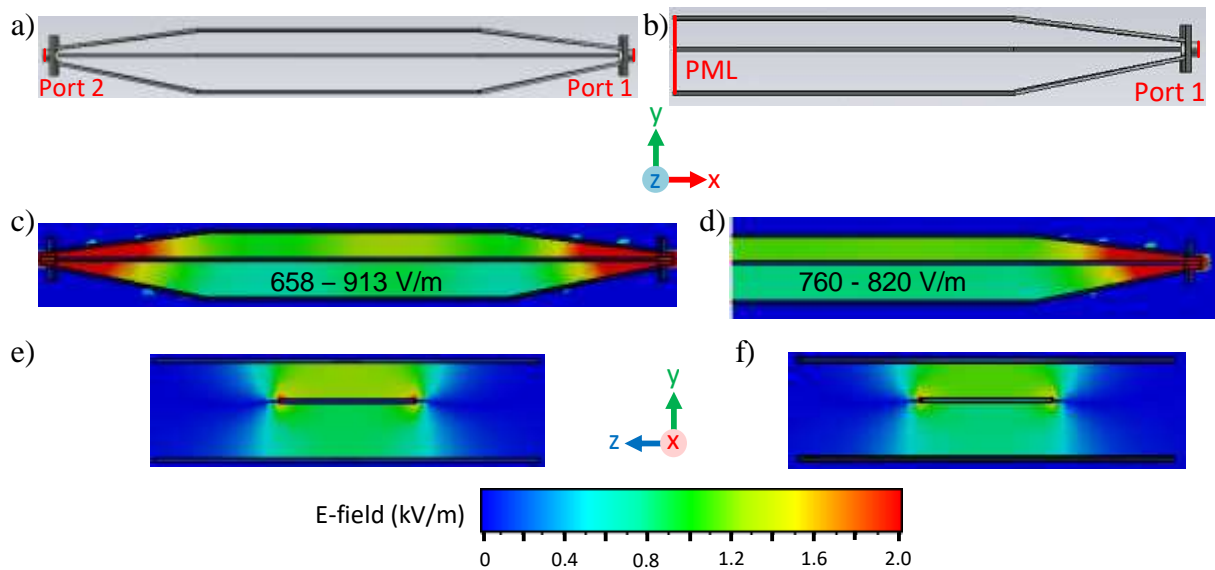 a)
b)
Port 2
Port 1
PML
Port 1
y
z
x
c)
d)
658 – 913 V/m
760 - 820 V/m
e)
f)
y
z
x
E-field (kV/m)
0 0.4 0.8 1.2 1.6 2.0